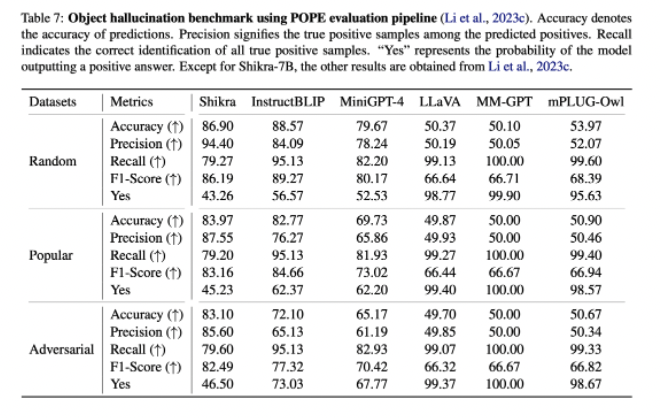 Table 7: Object hallucination benchmark using POPE evaluation pipeline (Li et al., 2023c). Accuracy denotes
the accuracy of predictions. Precision signifies the true positive samples among the predicted positives. Recall
indicates the correct identification of all true positive samples. “Yes” represents the probability of the model
outputting a positive answer. Except for Shikra-7B, the other results are obtained from Li et al., 2023c.
Datasets Metrics Shikra InstructBLIP MiniGPT-4 LLaVA MM-GPT mPLUG-Owl
Accuracy (↑) 86.90 88.57 79.67 50.37 50.10 53.97
Precision (↑) 94.40 84.09 78.24 50.19 50.05 52.07
Random Recall (↑) 79.27 95.13 82.20 99.13 100.00 99.60
F1-Score (↑) 86.19 89.27 80.17 66.64 66.71 68.39
Yes 43.26 56.57 52.53 98.77 99.90 95.63
Accuracy (↑) 83.97 82.77 69.73 49.87 50.00 50.90
Precision (↑) 87.55 76.27 65.86 49.93 50.00 50.46
Popular Recall (↑) 79.20 95.13 81.93 99.27 100.00 99.40
F1-Score (↑) 83.16 84.66 73.02 66.44 66.67 66.94
Yes 45.23 62.37 62.20 99.40 100.00 98.57
Accuracy (↑) 83.10 72.10 65.17 49.70 50.00 50.67
Precision (↑) 85.60 65.13 61.19 49.85 50.00 50.34
Adversarial Recall (↑) 79.60 95.13 82.93 99.07 100.00 99.33
F1-Score (↑) 82.49 77.32 70.42 66.32 66.67 66.82
Yes 46.50 73.03 67.77 99.37 100.00 98.67